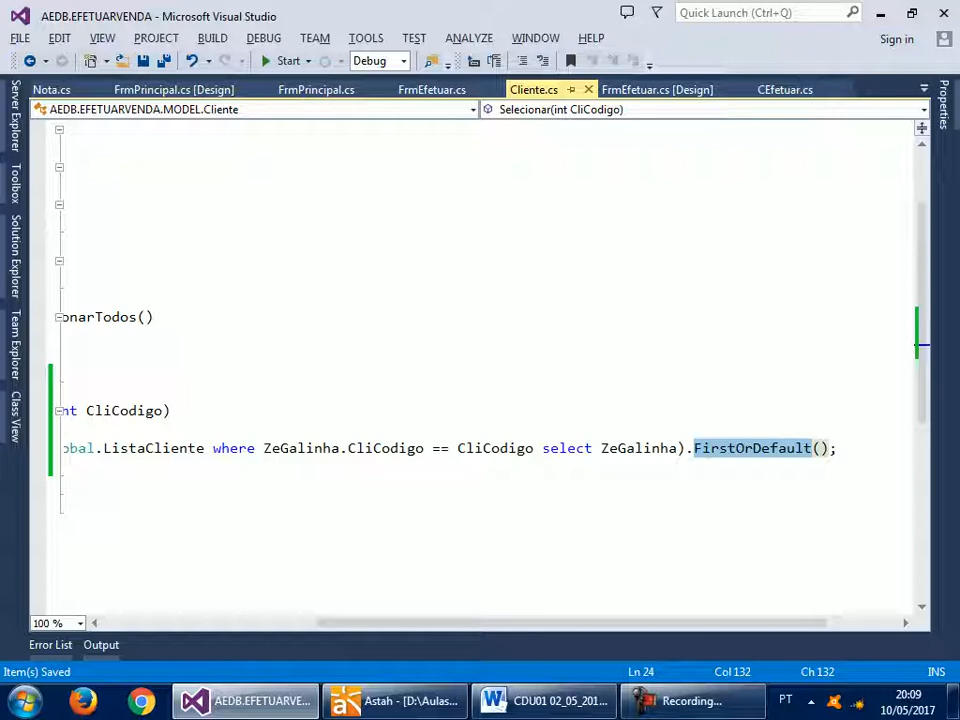 AEDB.EFETUARVENDA - Microsoft Visual Studio
Quick Launch (Ctrl+Q)
FILE EDIT VIEW PROJECT BUILD DEBUG TEAM TOOLS TEST ANALYZE WINDOW HELP
Sign in
Start Debug
Nota.cs FrmPrincipal.cs [Design] FrmPrincipal.cs FrmEfetuar.cs Cliente.cs FrmEfetuar.cs [Design] CEfetuar.cs
AEDB.EFETUARVENDA.MODEL.Cliente Selecionar(int CliCodigo)
Server Explorer
Toolbox
Solution Explorer
Team Explorer
Class View
Properties
onarTodos()
nt CliCodigo)
obal.ListaCliente where ZeGalinha.CliCodigo == CliCodigo select ZeGalinha).FirstOrDefault();
100 %
Error List Output
Item(s) Saved Ln 24 Col 132 Ch 132 INS
AEDB.EFETUARVE... Astah - [D:\Aulas... CDU01 02_05_201... Recording... PT 20:09
10/05/2017